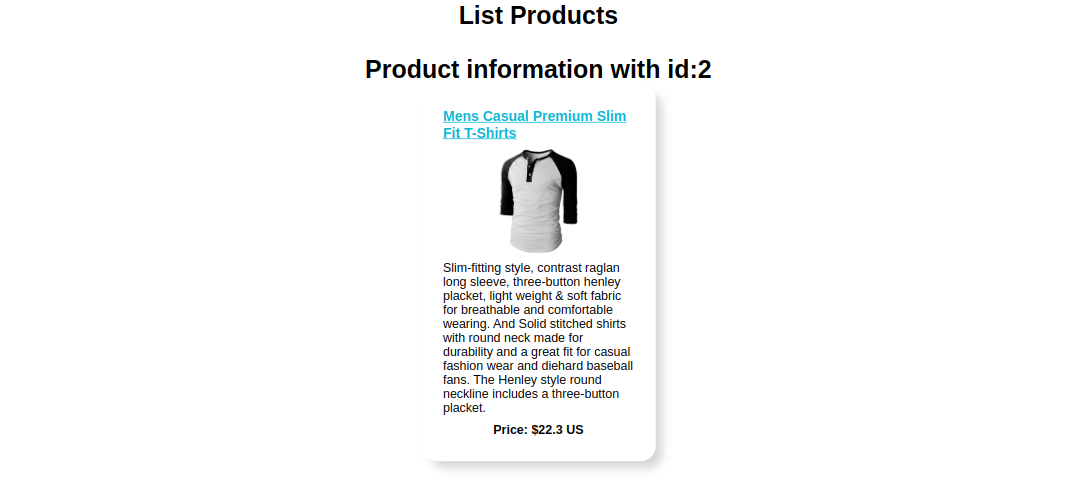 List Products
Product information with id:2
Mens Casual Premium Slim
Fit T-Shirts
Slim-fitting style, contrast raglan
long sleeve, three-button henley
placket, light weight & soft fabric
for breathable and comfortable
wearing. And Solid stitched shirts
with round neck made for
durability and a great fit for casual
fashion wear and diehard baseball
fans. The Henley style round
neckline includes a three-button
placket.
Price: $22.3 US